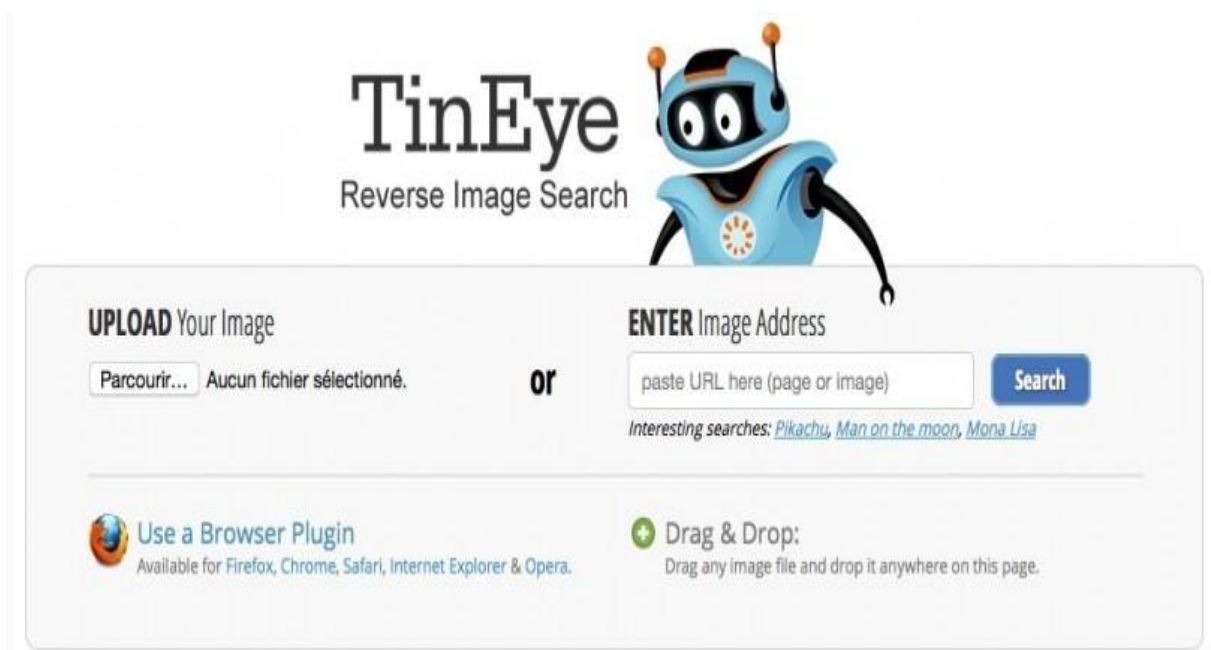 TinEye
Reverse Image Search
UPLOAD Your Image
Parcourir... Aucun fichier sélectionné.
or
ENTER Image Address
paste URL here (page or image)
Search
Interesting searches: Pikachu, Man on the moon, Mona Lisa
Use a Browser Plugin
Available for Firefox, Chrome, Safari, Internet Explorer & Opera.
Drag & Drop:
Drag any image file and drop it anywhere on this page.